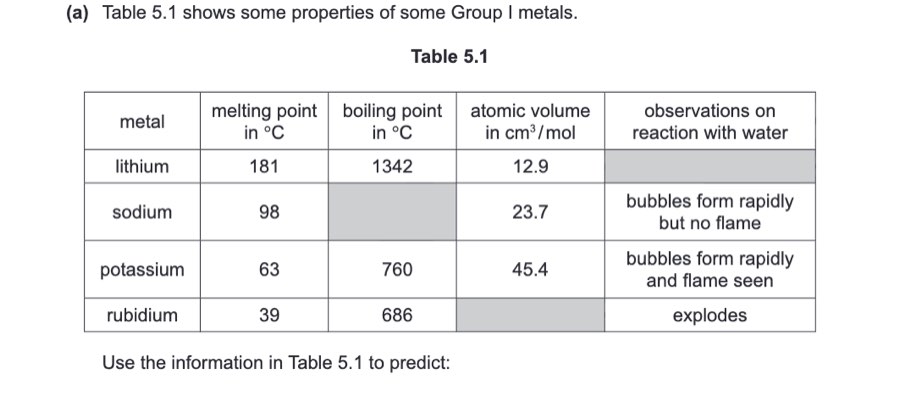 (a) Table 5.1 shows some properties of some Group I metals.
Table 5.1
metal melting point in °C boiling point in °C atomic volume in cm³/mol observations on reaction with water
lithium 181 1342 12.9
sodium 98 23.7 bubbles form rapidly but no flame
potassium 63 760 45.4 bubbles form rapidly and flame seen
rubidium 39 686 explodes
Use the information in Table 5.1 to predict: